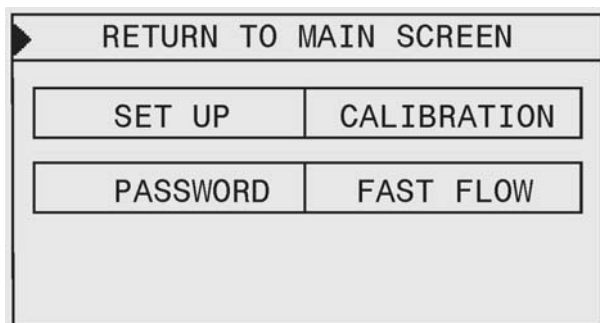 RETURN TO MAIN SCREEN
SET UP CALIBRATION
PASSWORD FAST FLOW